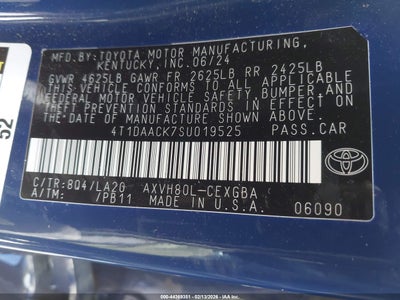 MFD.BY:TOYOTA MOTOR MANUFACTURING,
KENTUCKY, INC.06/24
GVWR 4625LB GAWR FR 2625LB RR 2425LB
THIS VEHICLE CONFORMS TO ALL APPLICABLE
FEDERAL MOTOR VEHICLE SAFETY, BUMPER, AND
THEFT PREVENTION STANDARDS IN EFFECT ON
THE DATE OF MANUFACTURE SHOWN ABOVE.
4T1DAACK7SU019525 PASS.CAR
C/TR:8Q4/LA20 AXVH80L-CEXGBA
A/TM: /PB11 MADE IN U.S.A. 06090
TOYOTA
52
000-44369351 - 02/13/2026 -